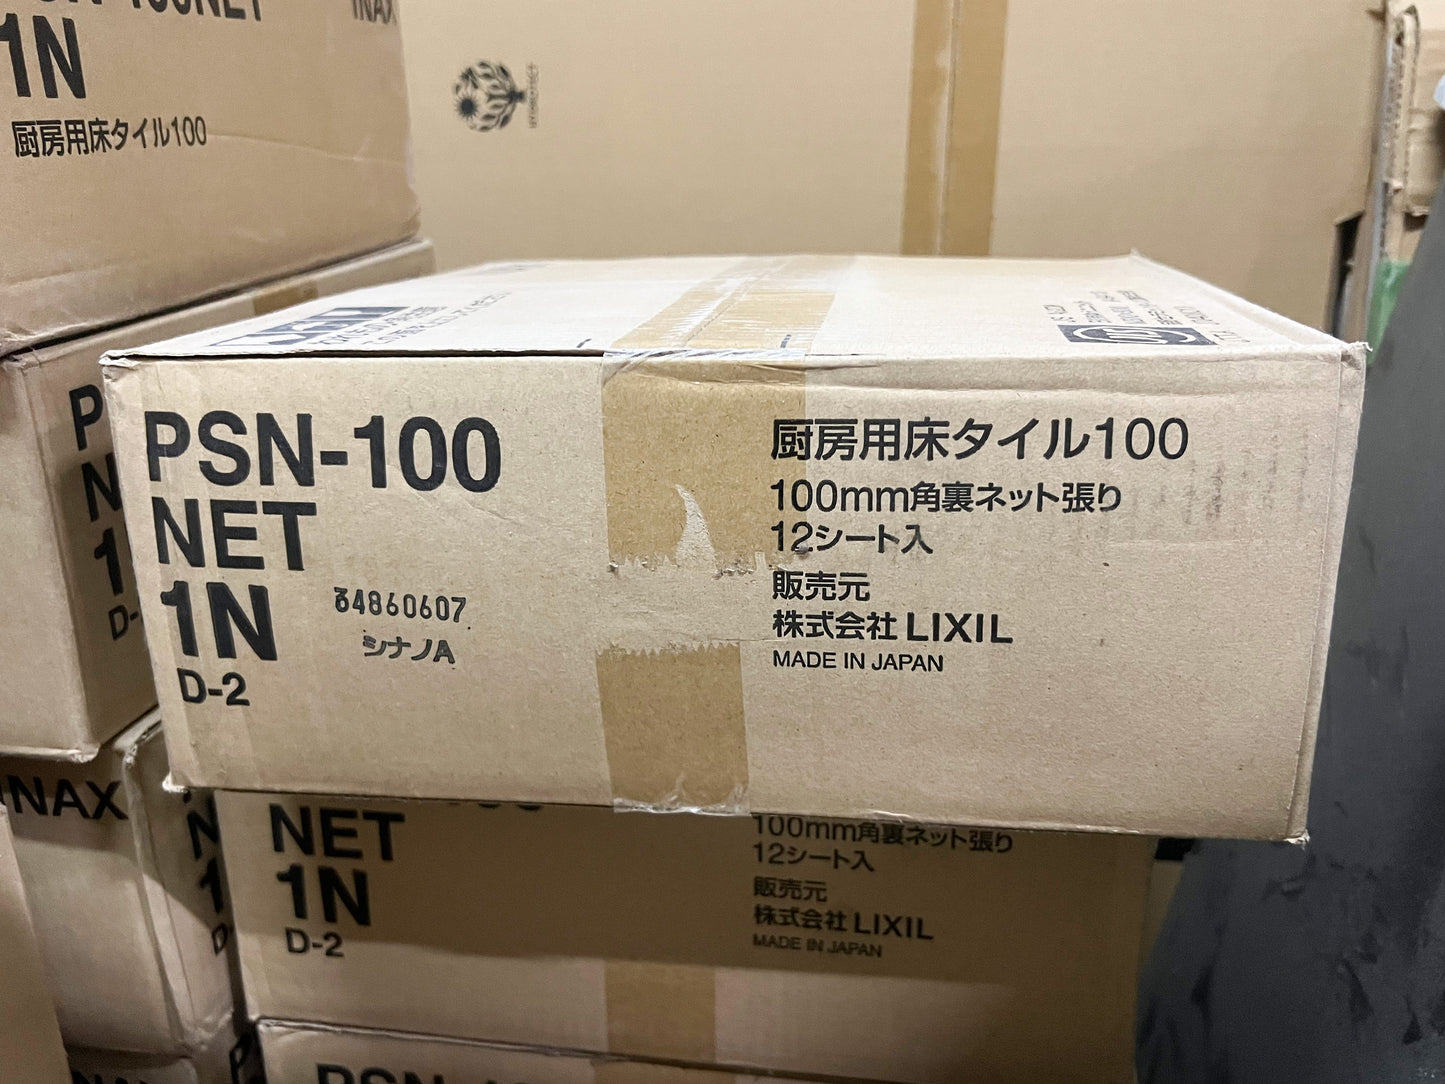 1N
厨房用床タイル100
INAX
PSN-100
NET
1N
D-2
34860607
シナノA
厨房用床タイル100
100mm角裏ネット張り
12シート入
販売元
株式会社 LIXIL
MADE IN JAPAN
INAX
NET
1N
D-2
100mm角裏ネット張り
12シート入
販売元
株式会社 LIXIL
MADE IN JAPAN